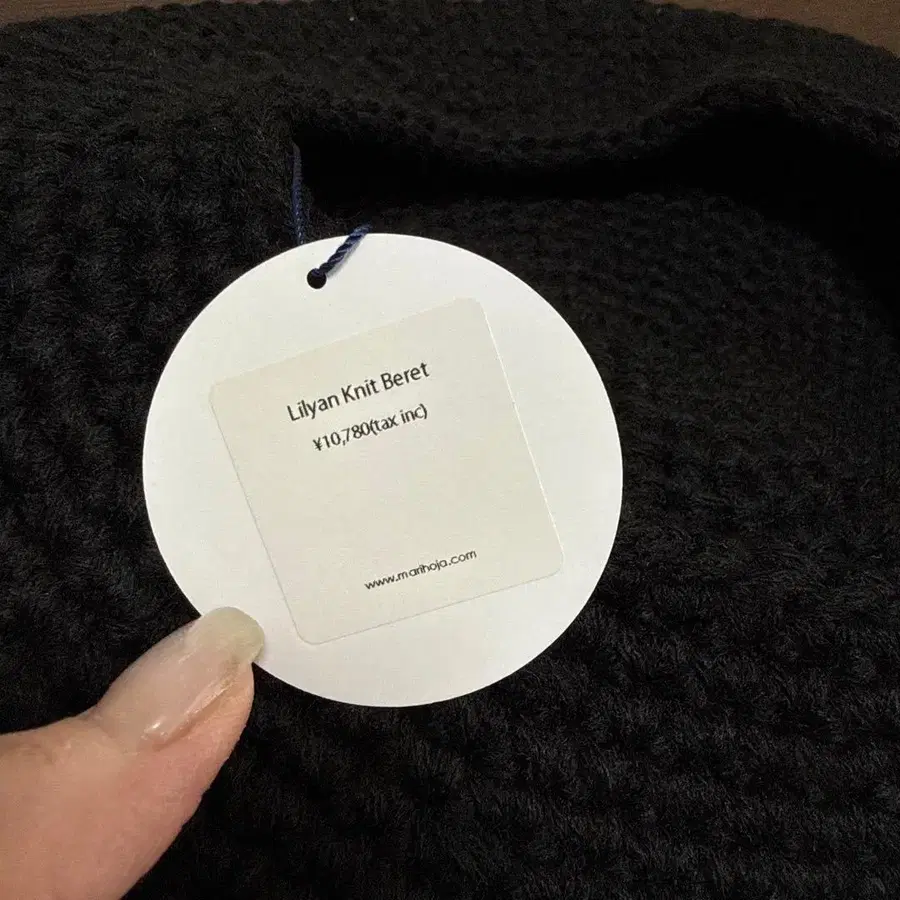 Lilyan Knit Beret
¥10,780(tax inc)
www.marihoja.com